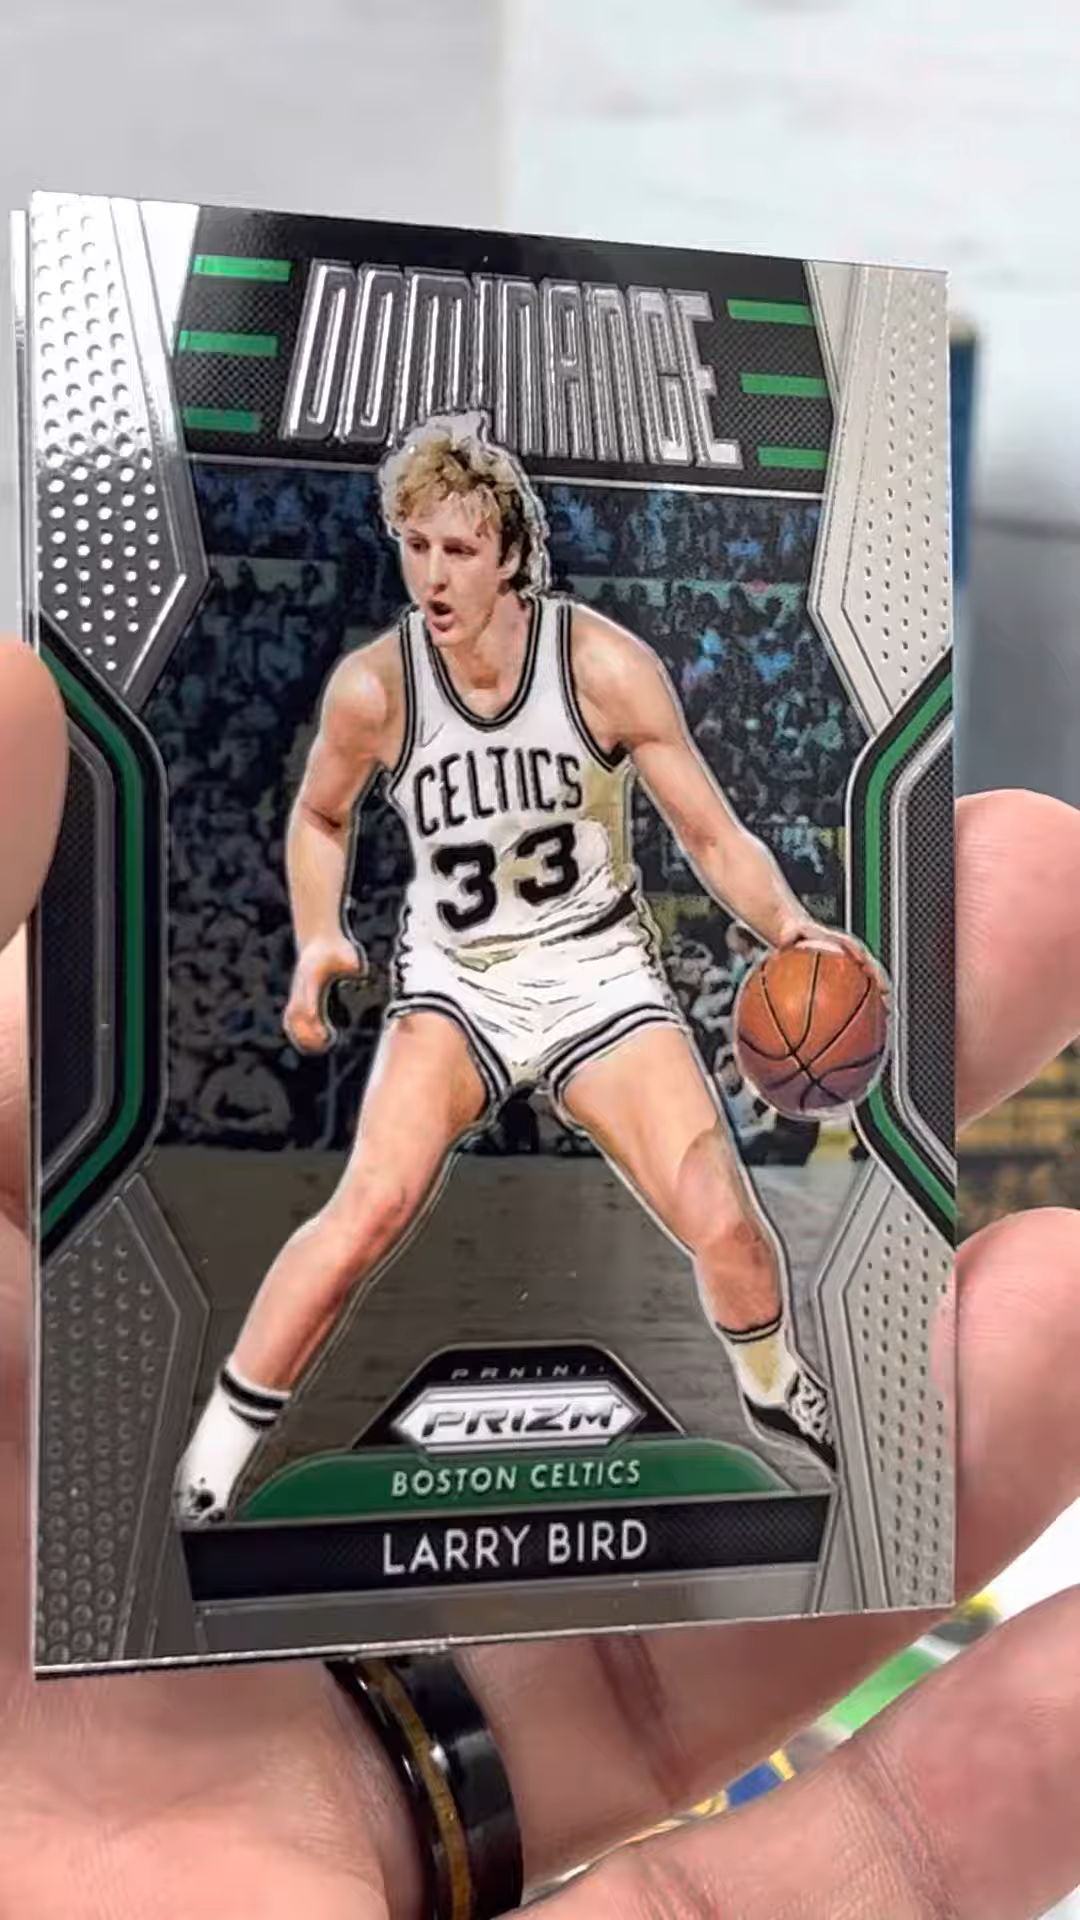 DOMINANCE
CELTICS
33
PANINI
PRIZM
BOSTON CELTICS
LARRY BIRD